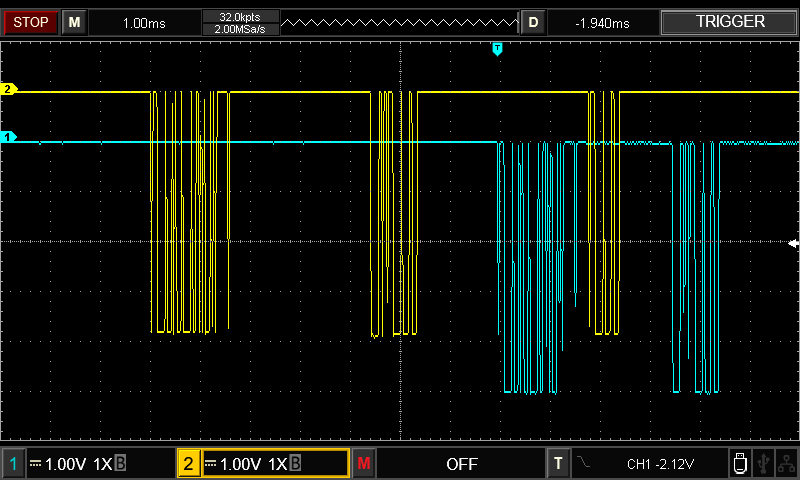 STOP M 1.00ms 32.0kpts D -1.940ms TRIGGER
2.00MSa/s
T
2
1
1 1.00V 1X B 2 1.00V 1X B M OFF T CH1 -2.12V